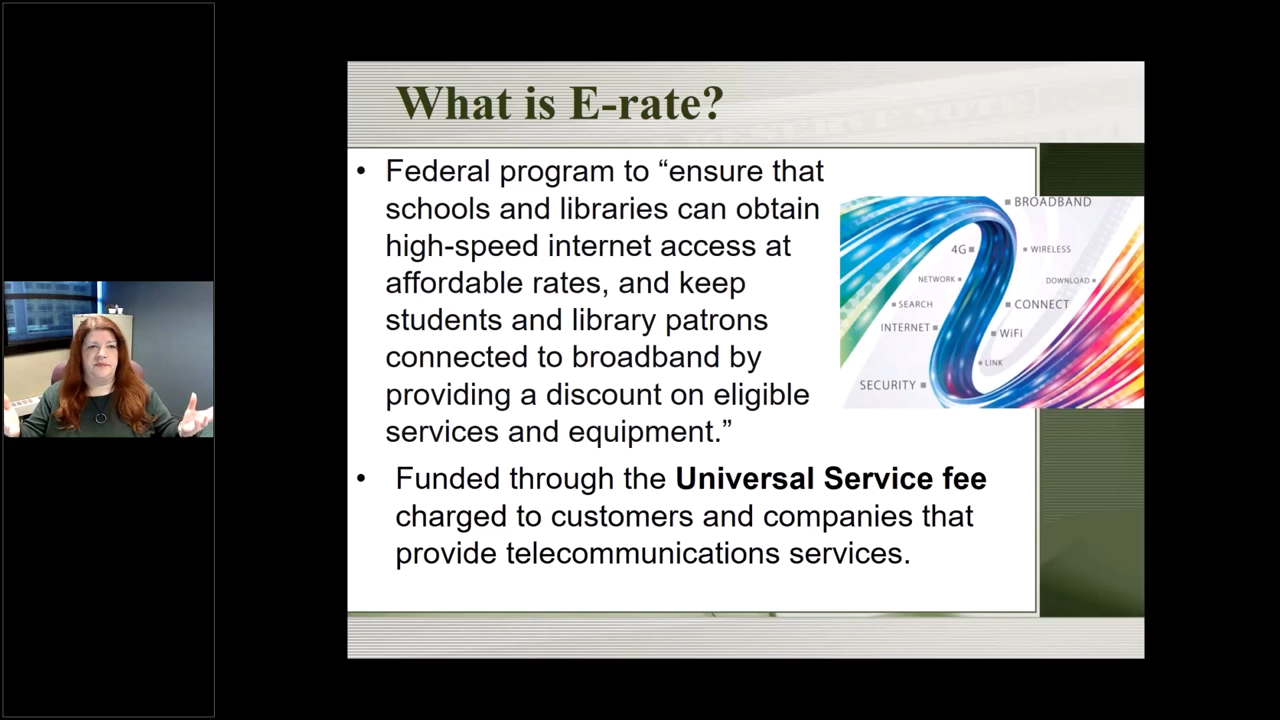 What is E-rate?
• Federal program to “ensure that
schools and libraries can obtain
high-speed internet access at
affordable rates, and keep
students and library patrons
connected to broadband by
providing a discount on eligible
services and equipment.”
• Funded through the Universal Service fee
charged to customers and companies that
provide telecommunications services.
BROADBAND
4G
WIRELESS
NETWORK
DOWNLOAD
SEARCH
CONNECT
INTERNET
WiFi
LINK
SECURITY